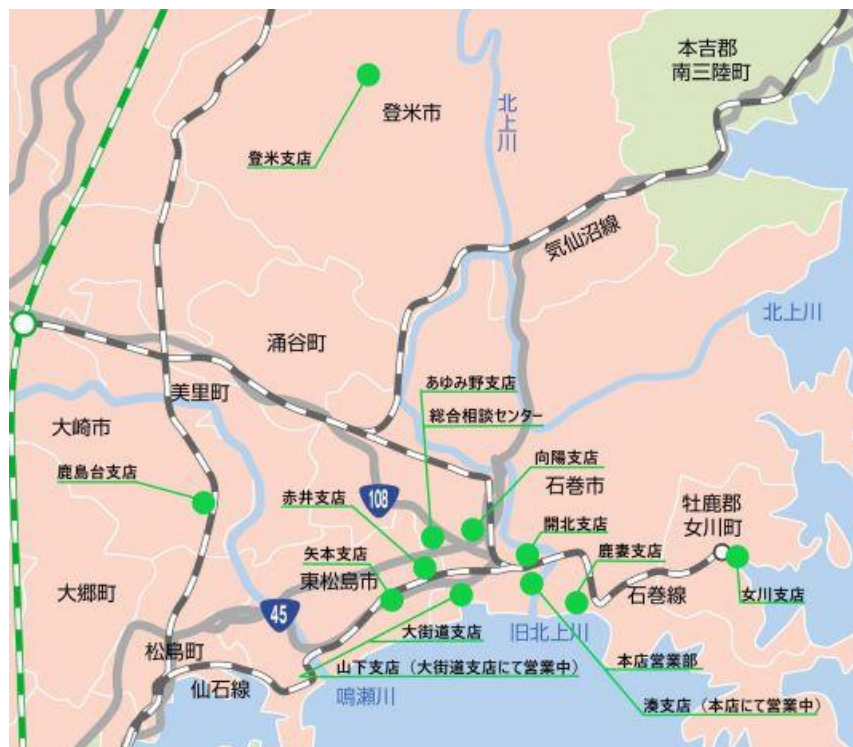 本吉郡
南三陸町
登米市
北上川
登米支店
気仙沼線
北上川
涌谷町
美里町
あゆみ野支店
総合相談センター
大崎市
向陽支店
鹿島台支店
石巻市
赤井支店
108
牡鹿郡
女川町
開北支店
矢本支店
鹿妻支店
東松島市
大郷町
石巻線
女川支店
45
大街道支店
旧北上川
松島町
本店営業部
山下支店（大街道支店にて営業中）
仙石線
鳴瀬川
湊支店（本店にて営業中）